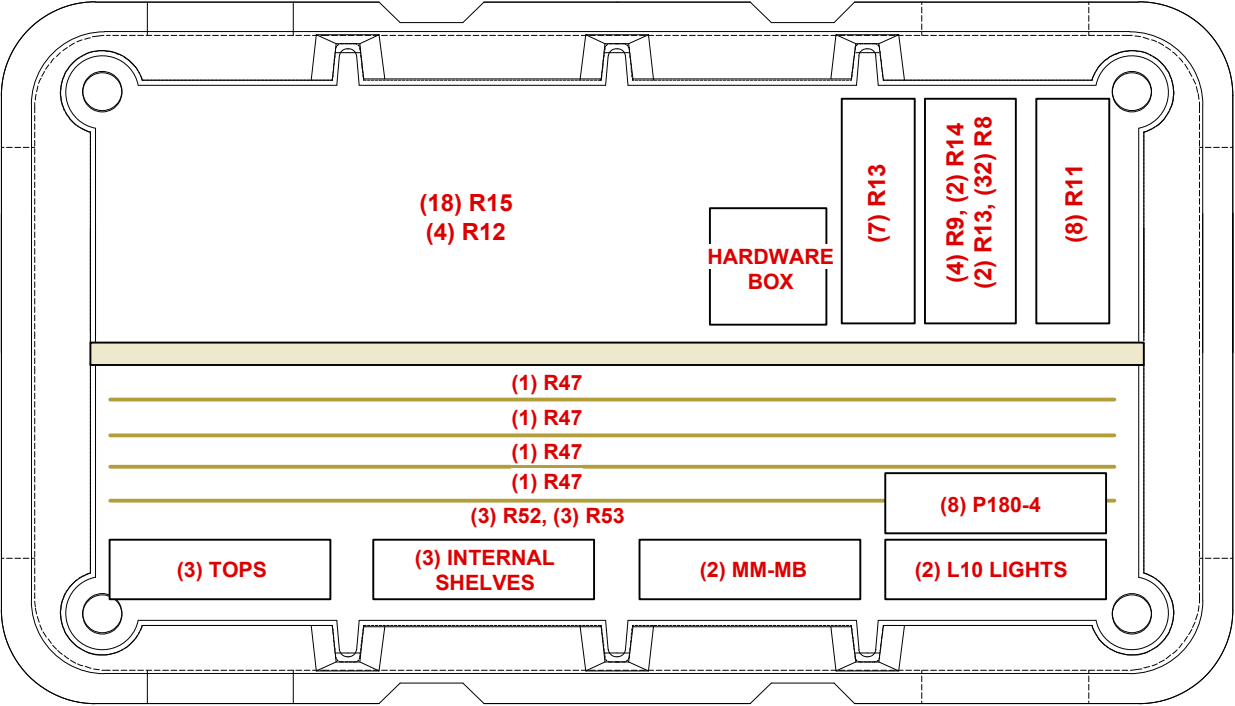 (18) R15
(4) R12
HARDWARE
BOX
(7) R13
(4) R9, (2) R14
(2) R13, (32) R8
(8) R11
(1) R47
(1) R47
(1) R47
(1) R47
(3) R52, (3) R53
(8) P180-4
(3) TOPS
(3) INTERNAL
SHELVES
(2) MM-MB
(2) L10 LIGHTS